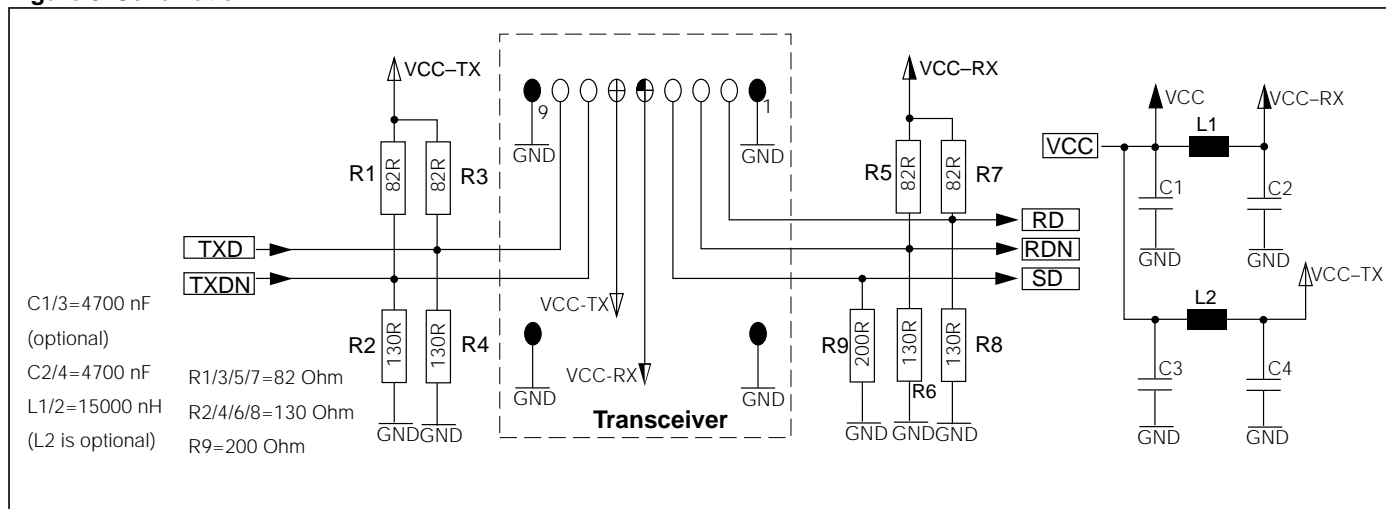 VCC–TX
VCC–RX
9
1
GND
GND
VCC
VCC–RX
L1
VCC
R1
82R
82R
R3
R5
82R
82R
R7
C1
C2
GND
GND
TXD
TXDN
RD
RDN
SD
VCC–TX
L2
C1/3=4700 nF
(optional)
C2/4=4700 nF
L1/2=15000 nH
(L2 is optional)
R1/3/5/7=82 Ohm
R2/4/6/8=130 Ohm
R9=200 Ohm
R2
130R
130R
R4
GND
GND
VCC-TX
VCC-RX
GND
GND
Transceiver
R9
200R
130R
R6
130R
R8
GND
GND
GND
C3
C4
GND
GND